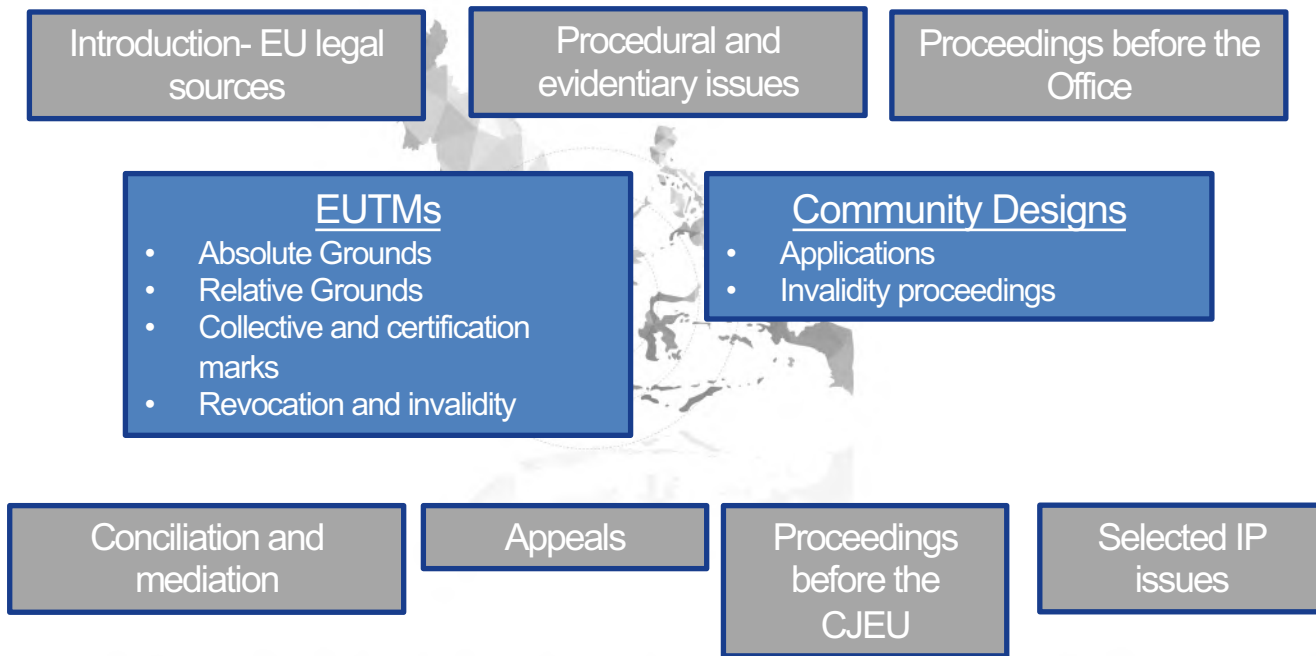 Introduction- EU legal
sources
Procedural and
evidentiary issues
Proceedings before the
Office
EUTMs
• Absolute Grounds
• Relative Grounds
• Collective and certification
marks
• Revocation and invalidity
Community Designs
• Applications
• Invalidity proceedings
Conciliation and
mediation
Appeals
Proceedings
before the
CJEU
Selected IP
issues